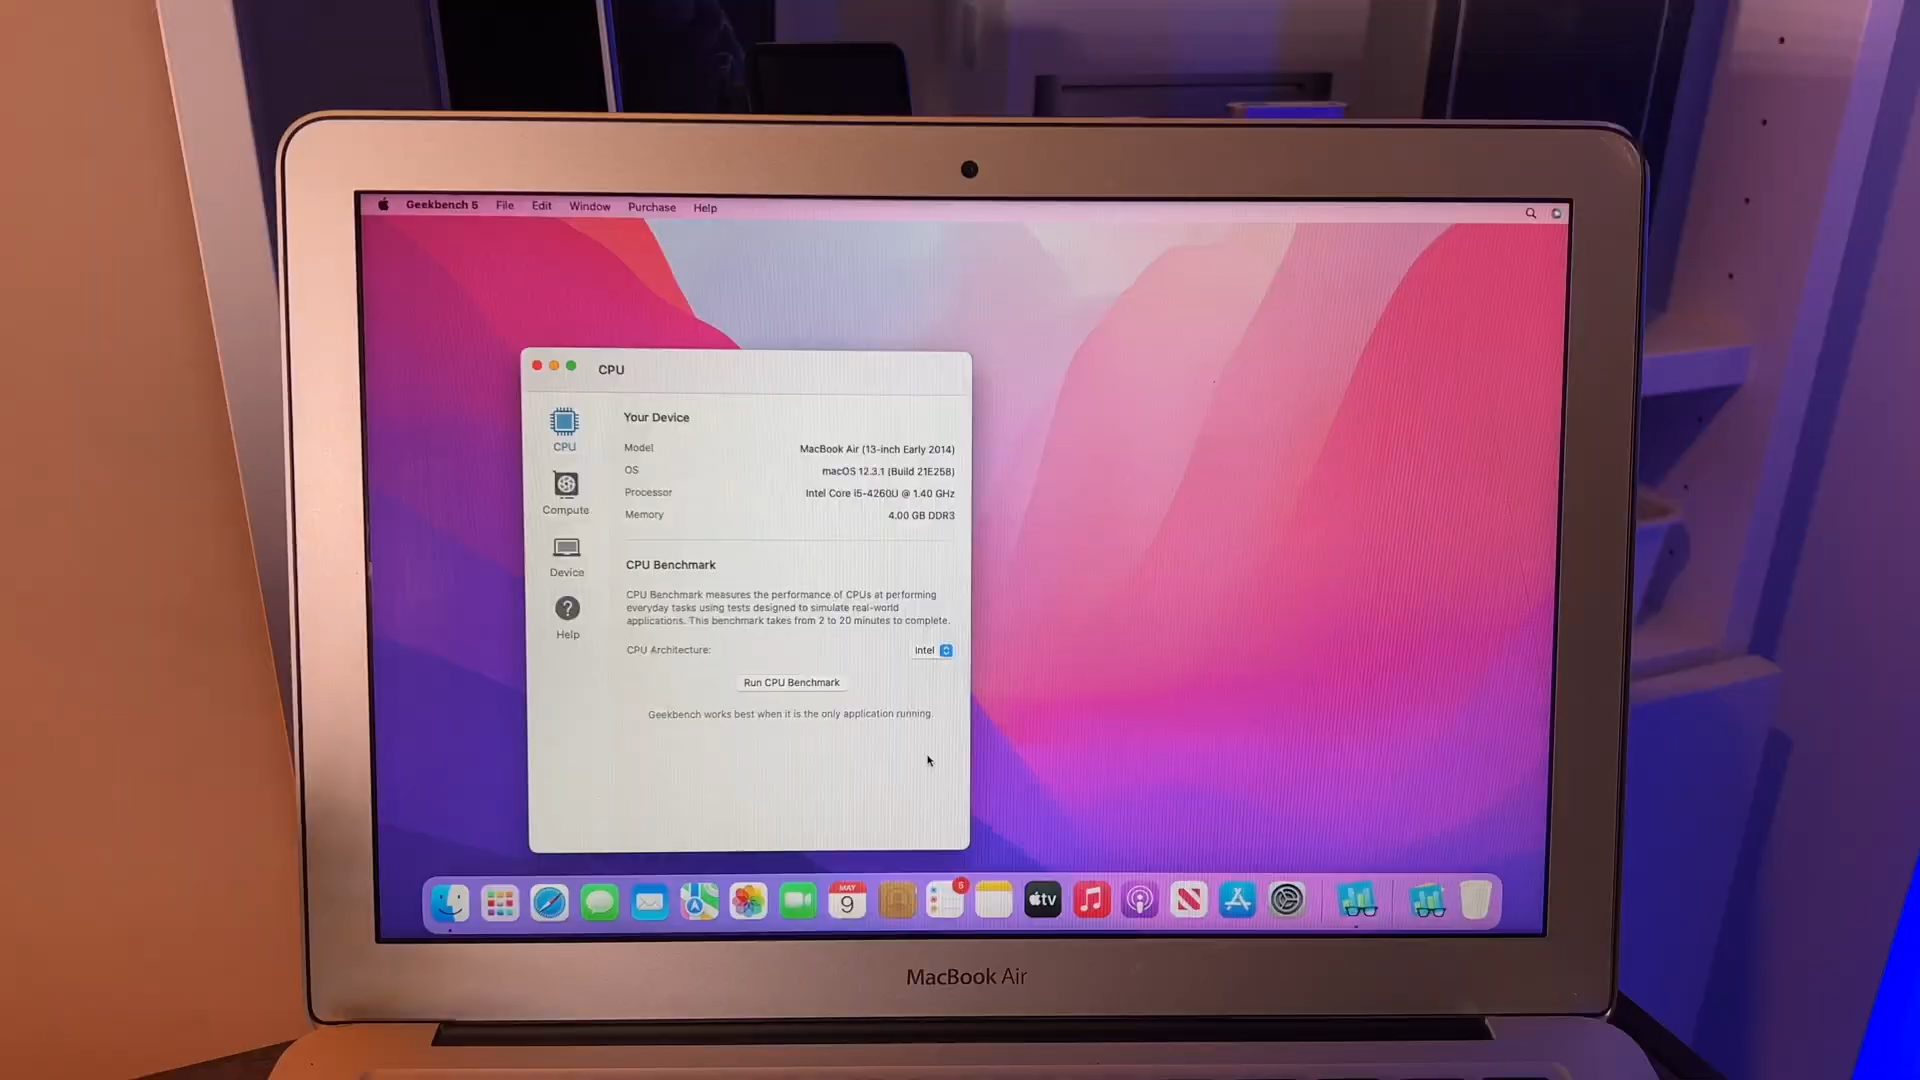 Geekbench 5 File Edit Window Purchase Help
CPU
Your Device
Model MacBook Air (13-inch Early 2014)
OS macOS 12.3.1 (Build 21E258)
Processor Intel Core i5-4260U @ 1.40 GHz
Memory 4.00 GB DDR3
CPU
Compute
Device
Help
CPU Benchmark
CPU Benchmark measures the performance of CPUs at performing
everyday tasks using tests designed to simulate real-world
applications. This benchmark takes from 2 to 20 minutes to complete.
CPU Architecture: Intel
Run CPU Benchmark
Geekbench works best when it is the only application running.
MAY
9
6
tv
MacBook Air